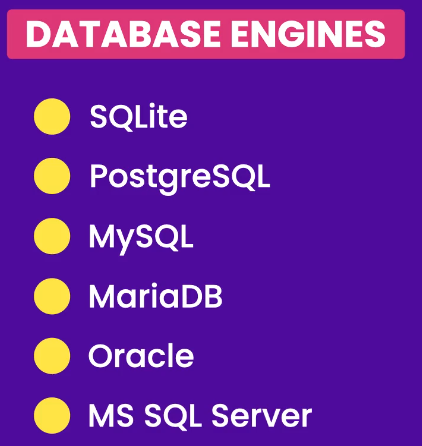 DATABASE ENGINES
SQLite
PostgreSQL
MySQL
MariaDB
Oracle
MS SQL Server